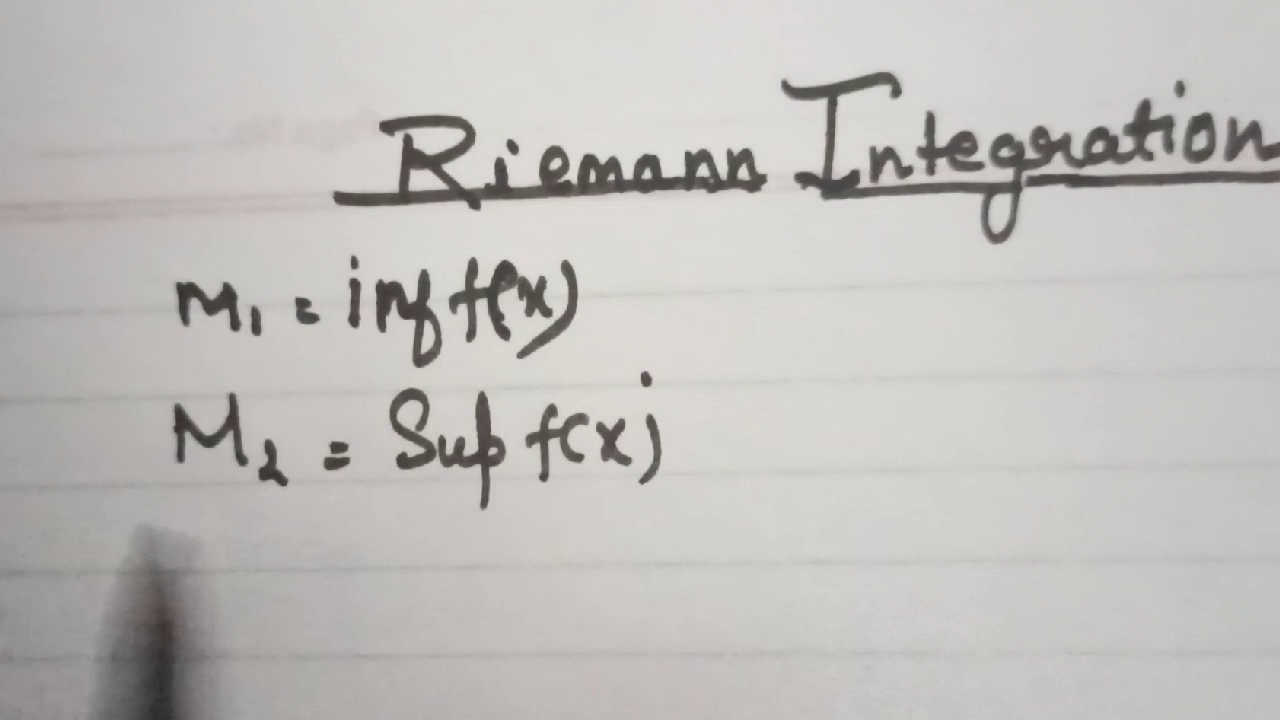 Riemann Integration
m₁ = inf f(x)
M₂ = Sup f(x)